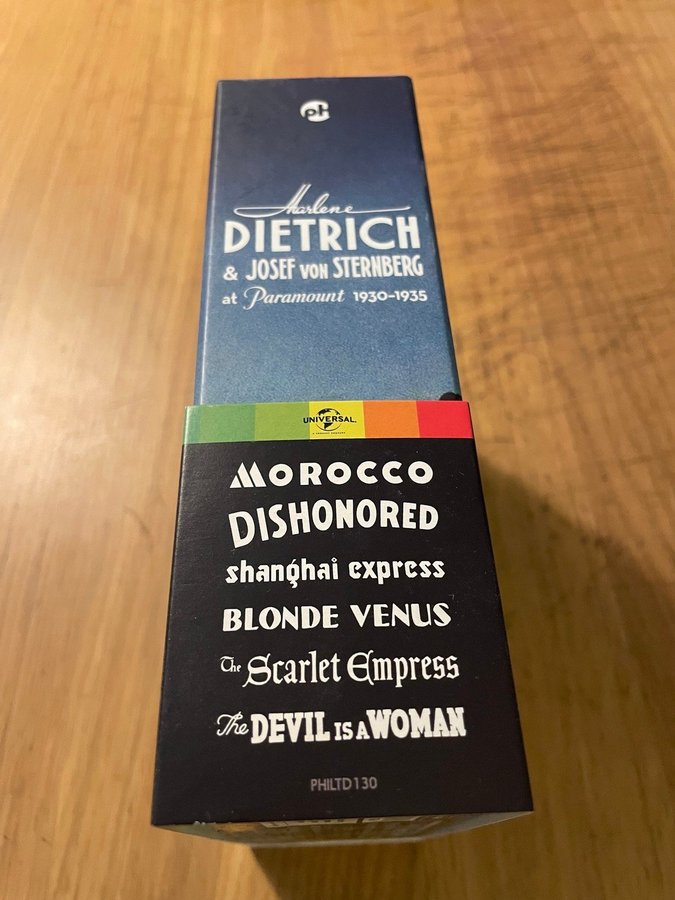 pH
Marlene
DIETRICH
& JOSEF VON STERNBERG
at Paramount 1930-1935
UNIVERSAL
MOROCCO
DISHONORED
shanghai express
BLONDE VENUS
The Scarlet Empress
The DEVIL IS A WOMAN
PHILTD130